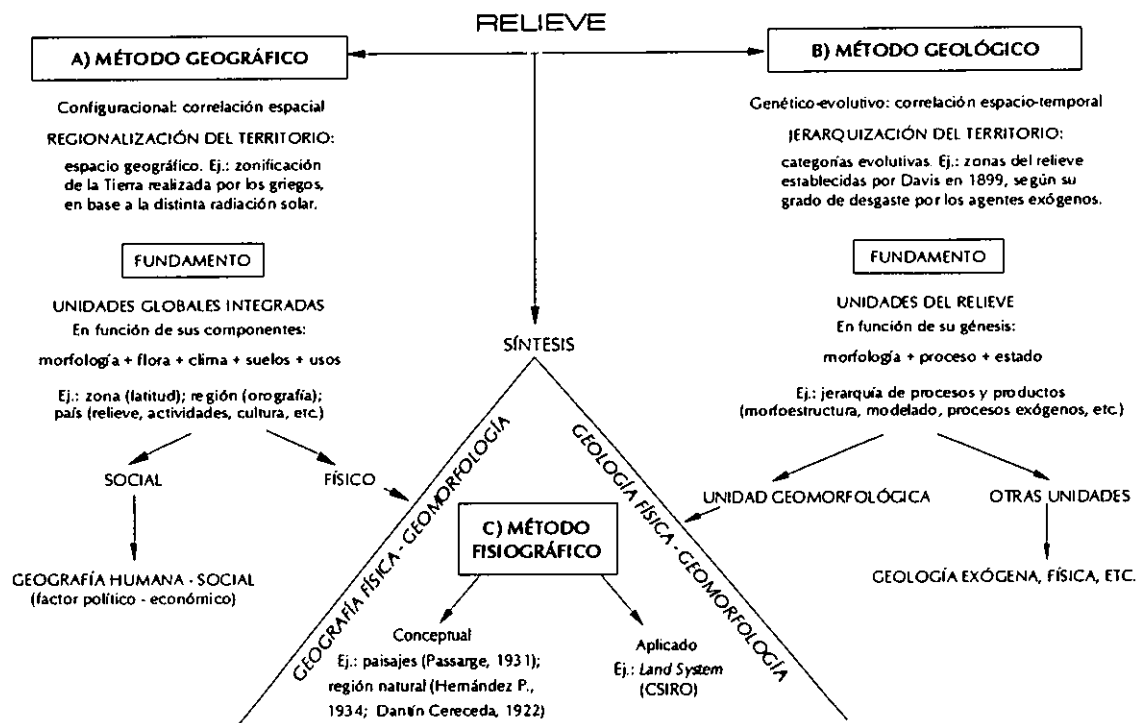 RELIEVE
A) MÉTODO GEOGRÁFICO
Configuracional: correlación espacial
REGIONALIZACIÓN DEL TERRITORIO:
espacio geográfico. Ej.: zonificación
de la Tierra realizada por los griegos,
en base a la distinta radiación solar.
FUNDAMENTO
UNIDADES GLOBALES INTEGRADAS
En función de sus componentes:
morfología + flora + clima + suelos + usos
Ej.: zona (latitud); región (orografía);
país (relieve, actividades, cultura, etc.)
SOCIAL
FÍSICO
GEOGRAFÍA HUMANA - SOCIAL
(factor político - económico)
B) MÉTODO GEOLÓGICO
Genético-evolutivo: correlación espacio-temporal
JERARQUIZACIÓN DEL TERRITORIO:
categorías evolutivas. Ej.: zonas del relieve
establecidas por Davis en 1899, según su
grado de desgaste por los agentes exógenos.
FUNDAMENTO
UNIDADES DEL RELIEVE
En función de su génesis:
morfología + proceso + estado
Ej.: jerarquía de procesos y productos
(morfoestructura, modelado, procesos exógenos, etc.)
UNIDAD GEOMORFOLÓGICA
OTRAS UNIDADES
GEOLOGÍA EXÓGENA, FÍSICA, ETC.
SÍNTESIS
GEOGRAFÍA FÍSICA - GEOMORFOLOGÍA
GEOLOGÍA FÍSICA - GEOMORFOLOGÍA
C) MÉTODO
FISIOGRÁFICO
Conceptual
Ej.: paisajes (Passarge, 1931);
región natural (Hernández P.,
1934; Dantín Cereceda, 1922)
Aplicado
Ej.: Land System
(CSIRO)